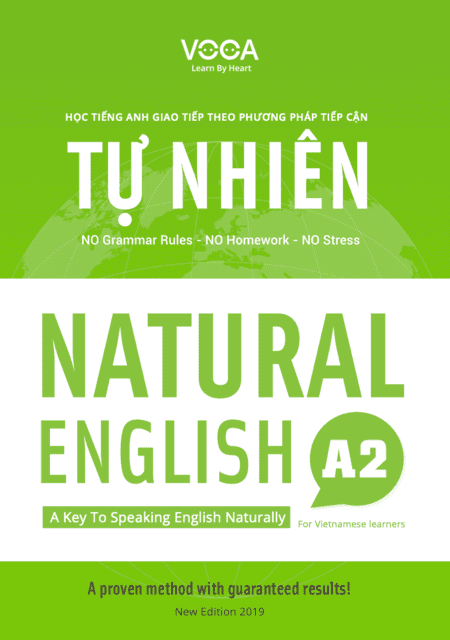 VOCA
Learn By Heart
HỌC TIẾNG ANH GIAO TIẾP THEO PHƯƠNG PHÁP TIẾP CẬN
TỰ NHIÊN
NO Grammar Rules - NO Homework - NO Stress
NATURAL
ENGLISH
A2
A Key To Speaking English Naturally
For Vietnamese learners
A proven method with guaranteed results!
New Edition 2019